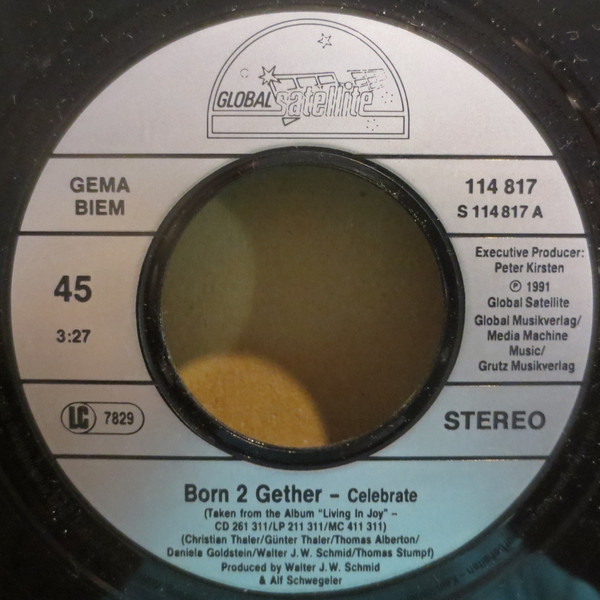 GLOBAL satellite
GEMA
BIEM
114 817
S 114 817 A
45
3:27
Executive Producer:
Peter Kirsten
℗ 1991
Global Satellite
Global Musikverlag/
Media Machine
Music/
Grutz Musikverlag
LC 7829
STEREO
Born 2 Gether – Celebrate
(Taken from the Album "Living In Joy" –
CD 261 311/LP 211 311/MC 411 311)
(Christian Thaler/Günter Thaler/Thomas Alberton/
Daniela Goldstein/Walter J. W. Schmid/Thomas Stumpf)
Produced by Walter J. W. Schmid
& Alf Schwegeler